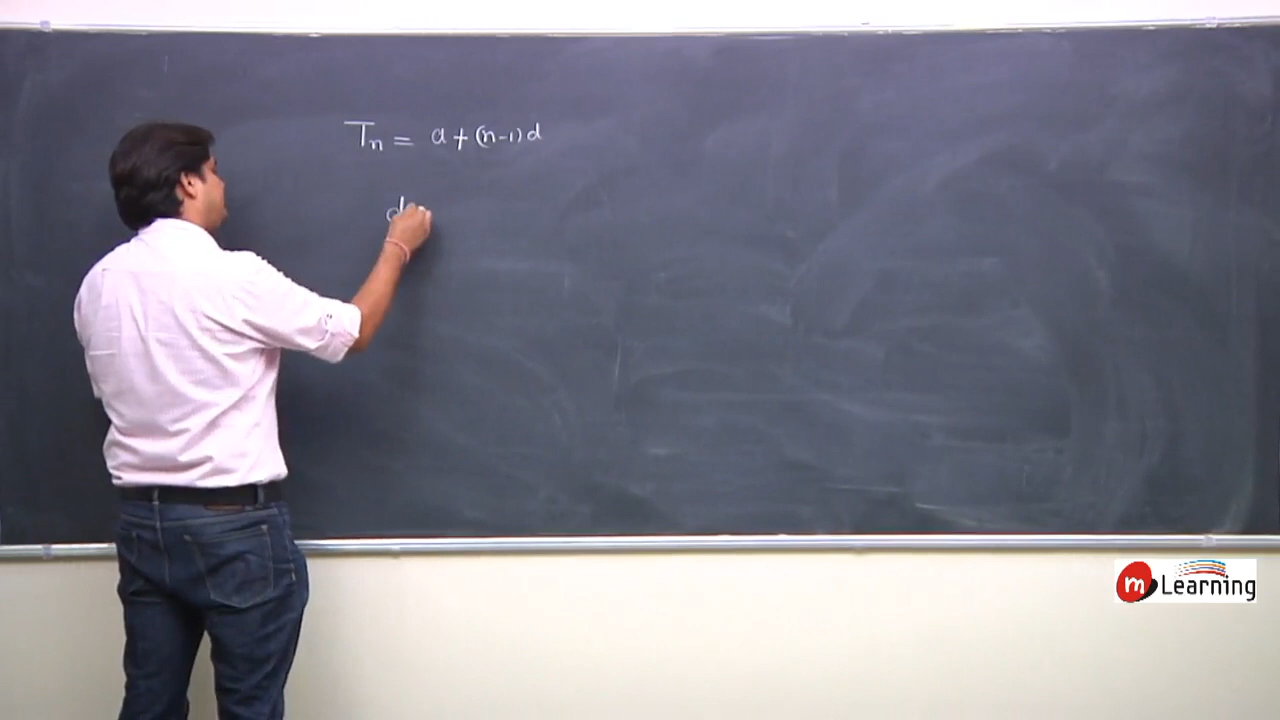 Tn = a + (n-1)d
d
m Learning